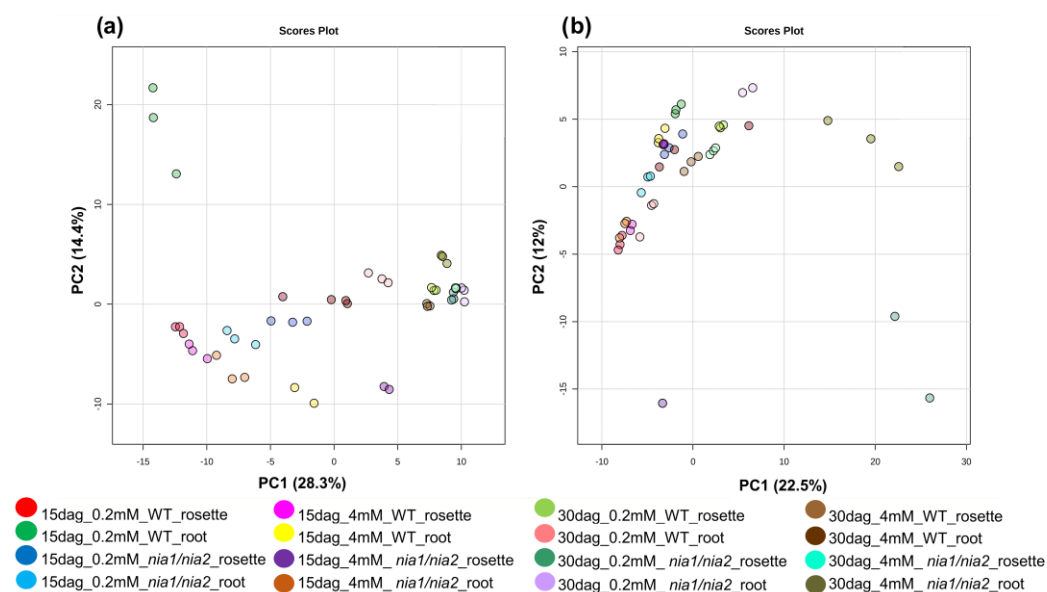 (a)
Scores Plot
20
10
0
-10
PC2 (14.4%)
-15
-10
-5
0
5
10
PC1 (28.3%)
(b)
Scores Plot
10
5
0
-5
-10
-15
PC2 (12%)
-10
0
10
20
30
PC1 (22.5%)
15dag_0.2mM_WT_rosette
15dag_0.2mM_WT_root
15dag_0.2mM_ nia1/nia2_rosette
15dag_0.2mM_nia1/nia2_root
15dag_4mM_WT_rosette
15dag_4mM_WT_root
15dag_4mM_ nia1/nia2_rosette
15dag_4mM_ nia1/nia2_root
30dag_0.2mM_WT_rosette
30dag_0.2mM_WT_root
30dag_0.2mM_ nia1/nia2_rosette
30dag_0.2mM_ nia1/nia2_root
30dag_4mM_WT_rosette
30dag_4mM_WT_root
30dag_4mM_ nia1/nia2_rosette
30dag_4mM_ nia1/nia2_root